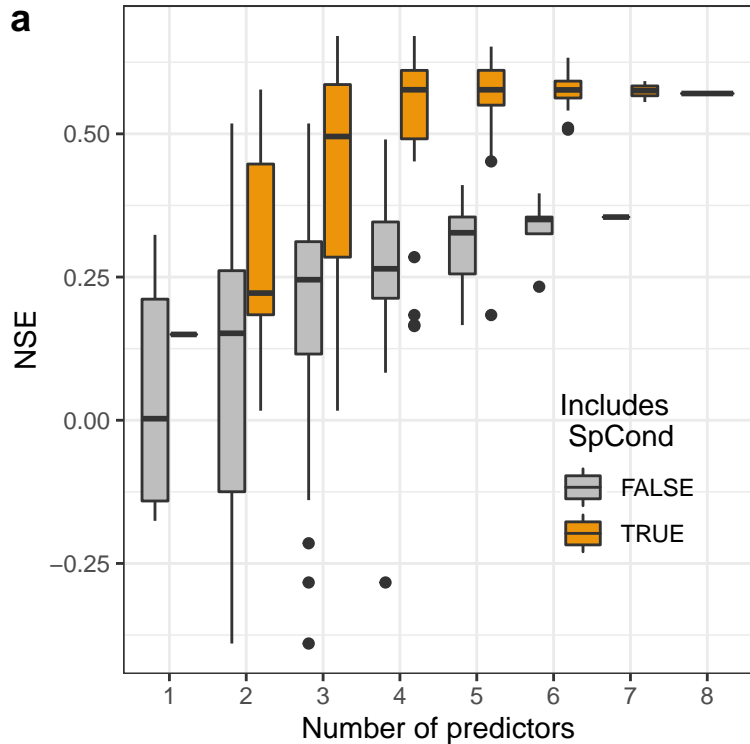 a
NSE
0.50
0.25
0.00
−0.25
Includes
SpCond
FALSE
TRUE
1 2 3 4 5 6 7 8
Number of predictors